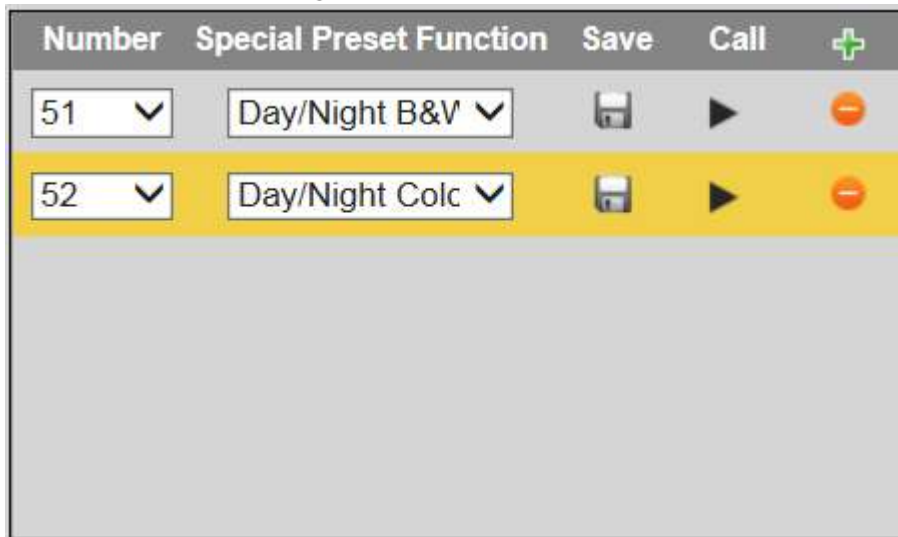 Number Special Preset Function Save Call
51 Day/Night B&W
52 Day/Night Colc